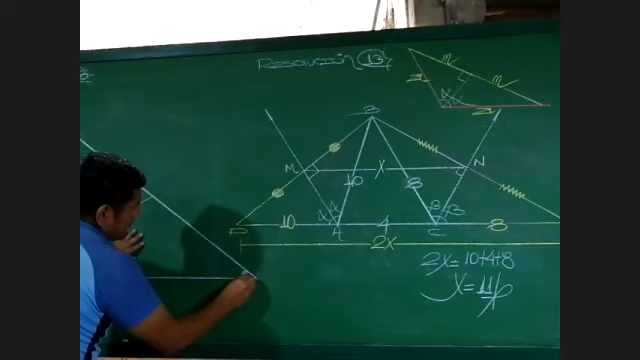 RESOLUCIÓN 13
m
m
B
M
X
N
10
8
10
A
4
C
8
2X
2X = 10+4+8
X = 11